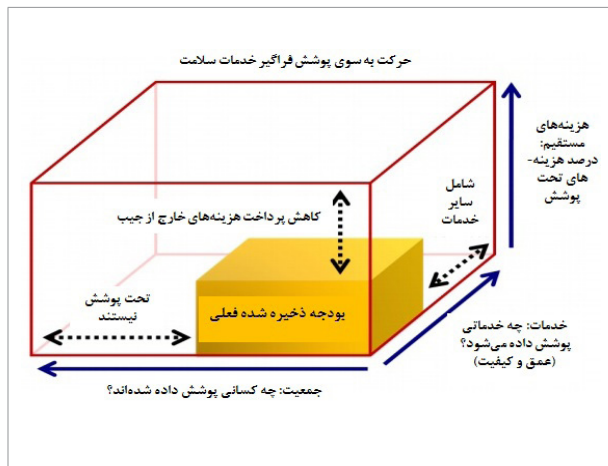 حرکت به سوی پوشش فراگیر خدمات سلامت
هزینه‌های
مستقیم:
درصد هزینه-
های تحت
پوشش
شامل
سایر
خدمات
کاهش پرداخت هزینه‌های خارج از جیب
تحت پوشش
نیستند
بودجه ذخیره شده فعلی
خدمات: چه خدماتی
پوشش داده می‌شود؟
(عمق و کیفیت)
جمعیت: چه کسانی پوشش داده شده‌اند؟